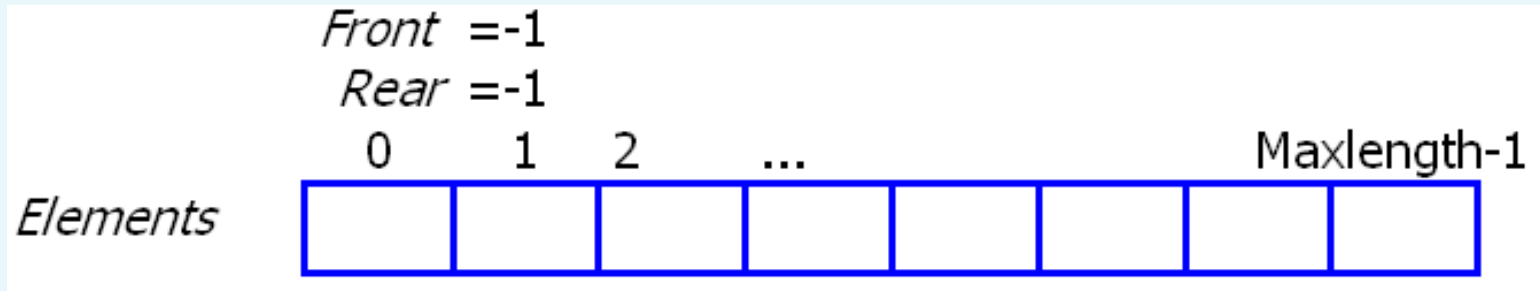 Front =-1
Rear =-1
0 1 2 ... Maxlength-1
Elements